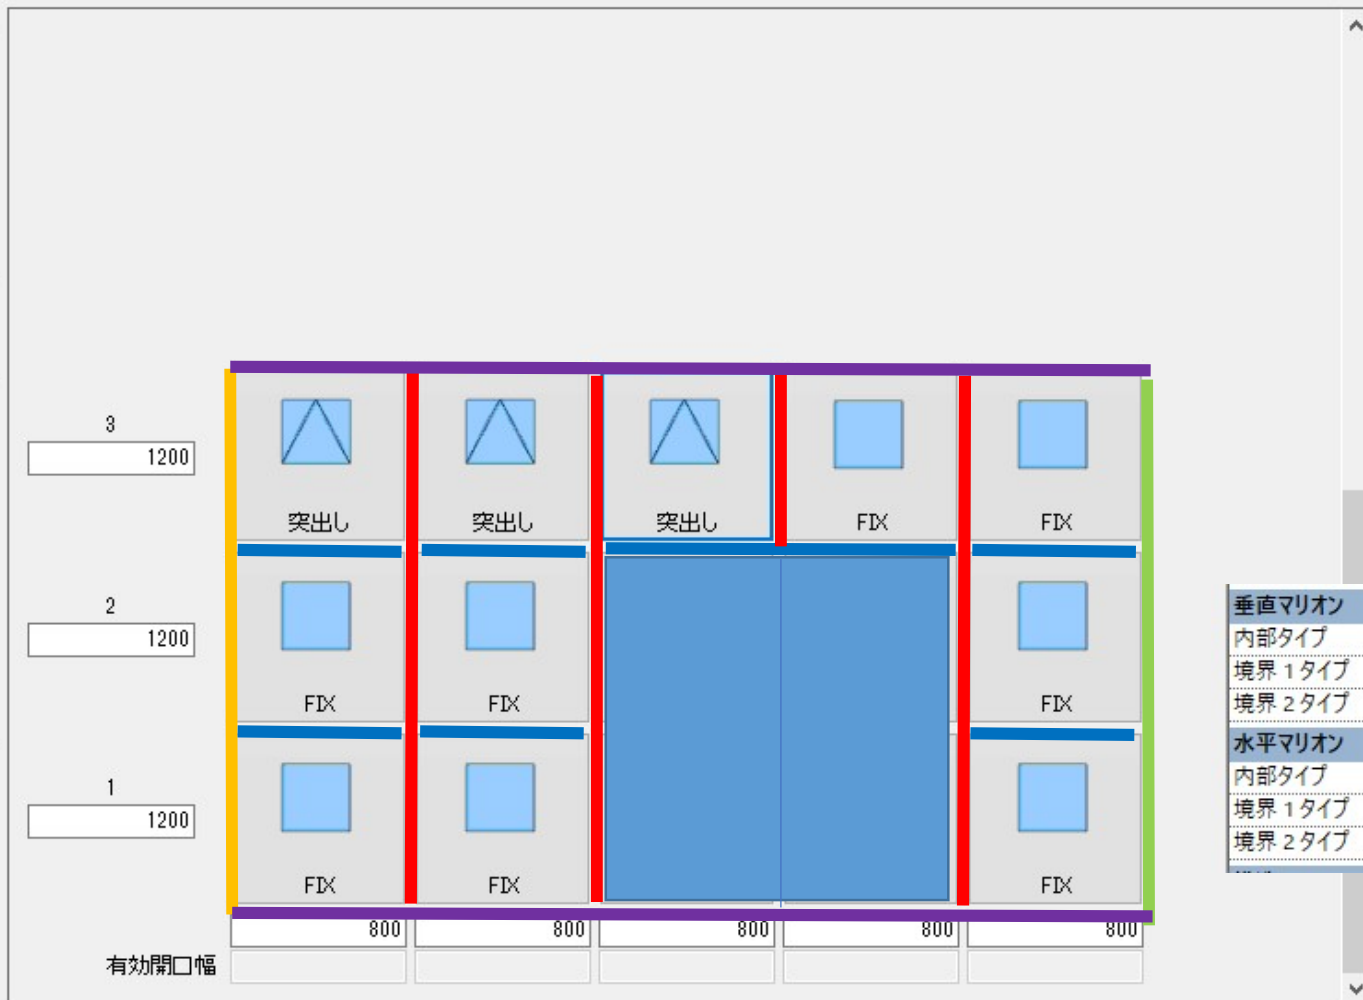 3
1200
突出し 突出し 突出し FIX FIX
2
1200
FIX FIX FIX
1
1200
FIX FIX FIX
800 800 800 800 800
有効開口幅
垂直マリオン
内部タイプ
境界1タイプ
境界2タイプ
水平マリオン
内部タイプ
境界1タイプ
境界2タイプ